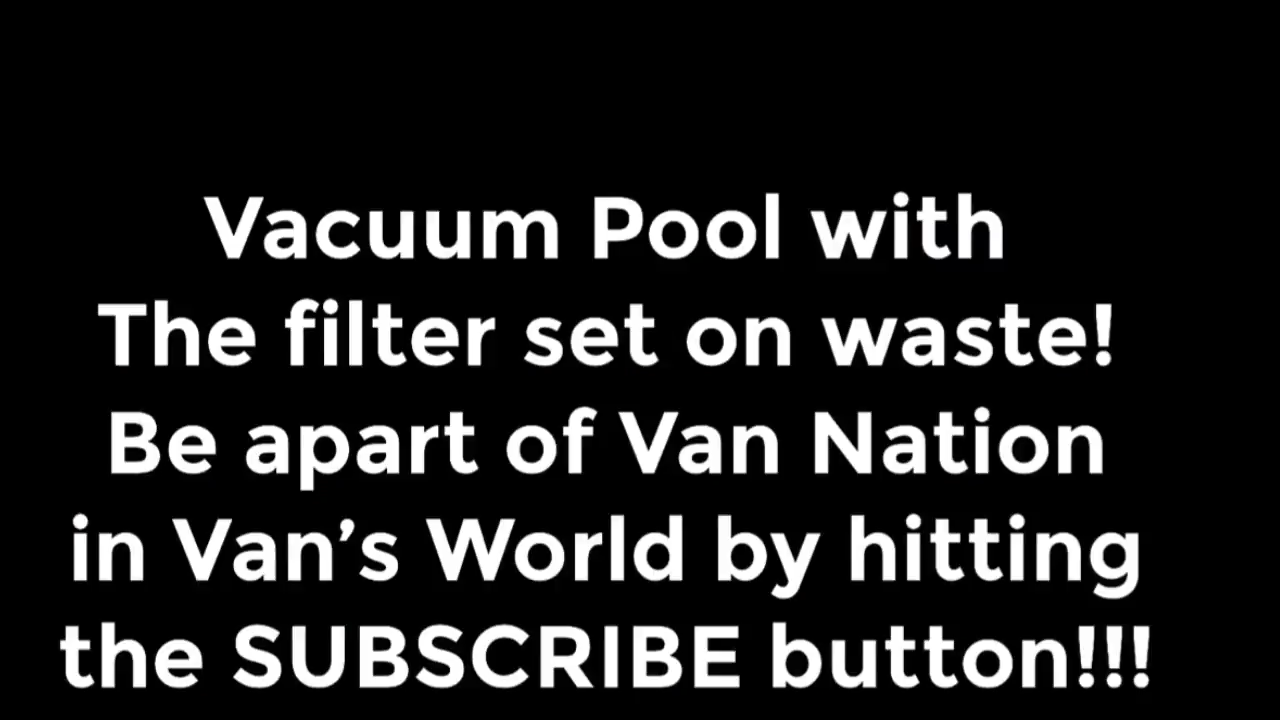 Vacuum Pool with
The filter set on waste!
Be apart of Van Nation
in Van’s World by hitting
the SUBSCRIBE button!!!